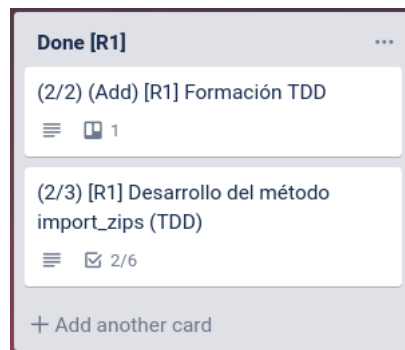 Done [R1]
(2/2) (Add) [R1] Formación TDD
1
(2/3) [R1] Desarrollo del método
import_zips (TDD)
2/6
+ Add another card